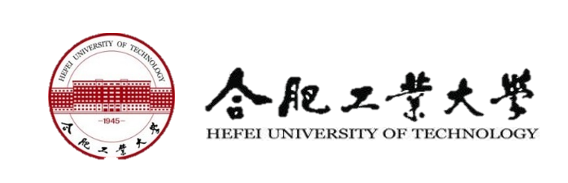 HEFEI UNIVERSITY OF TECHNOLOGY
-1945-
合肥工業大學
合肥工業大學
HEFEI UNIVERSITY OF TECHNOLOGY